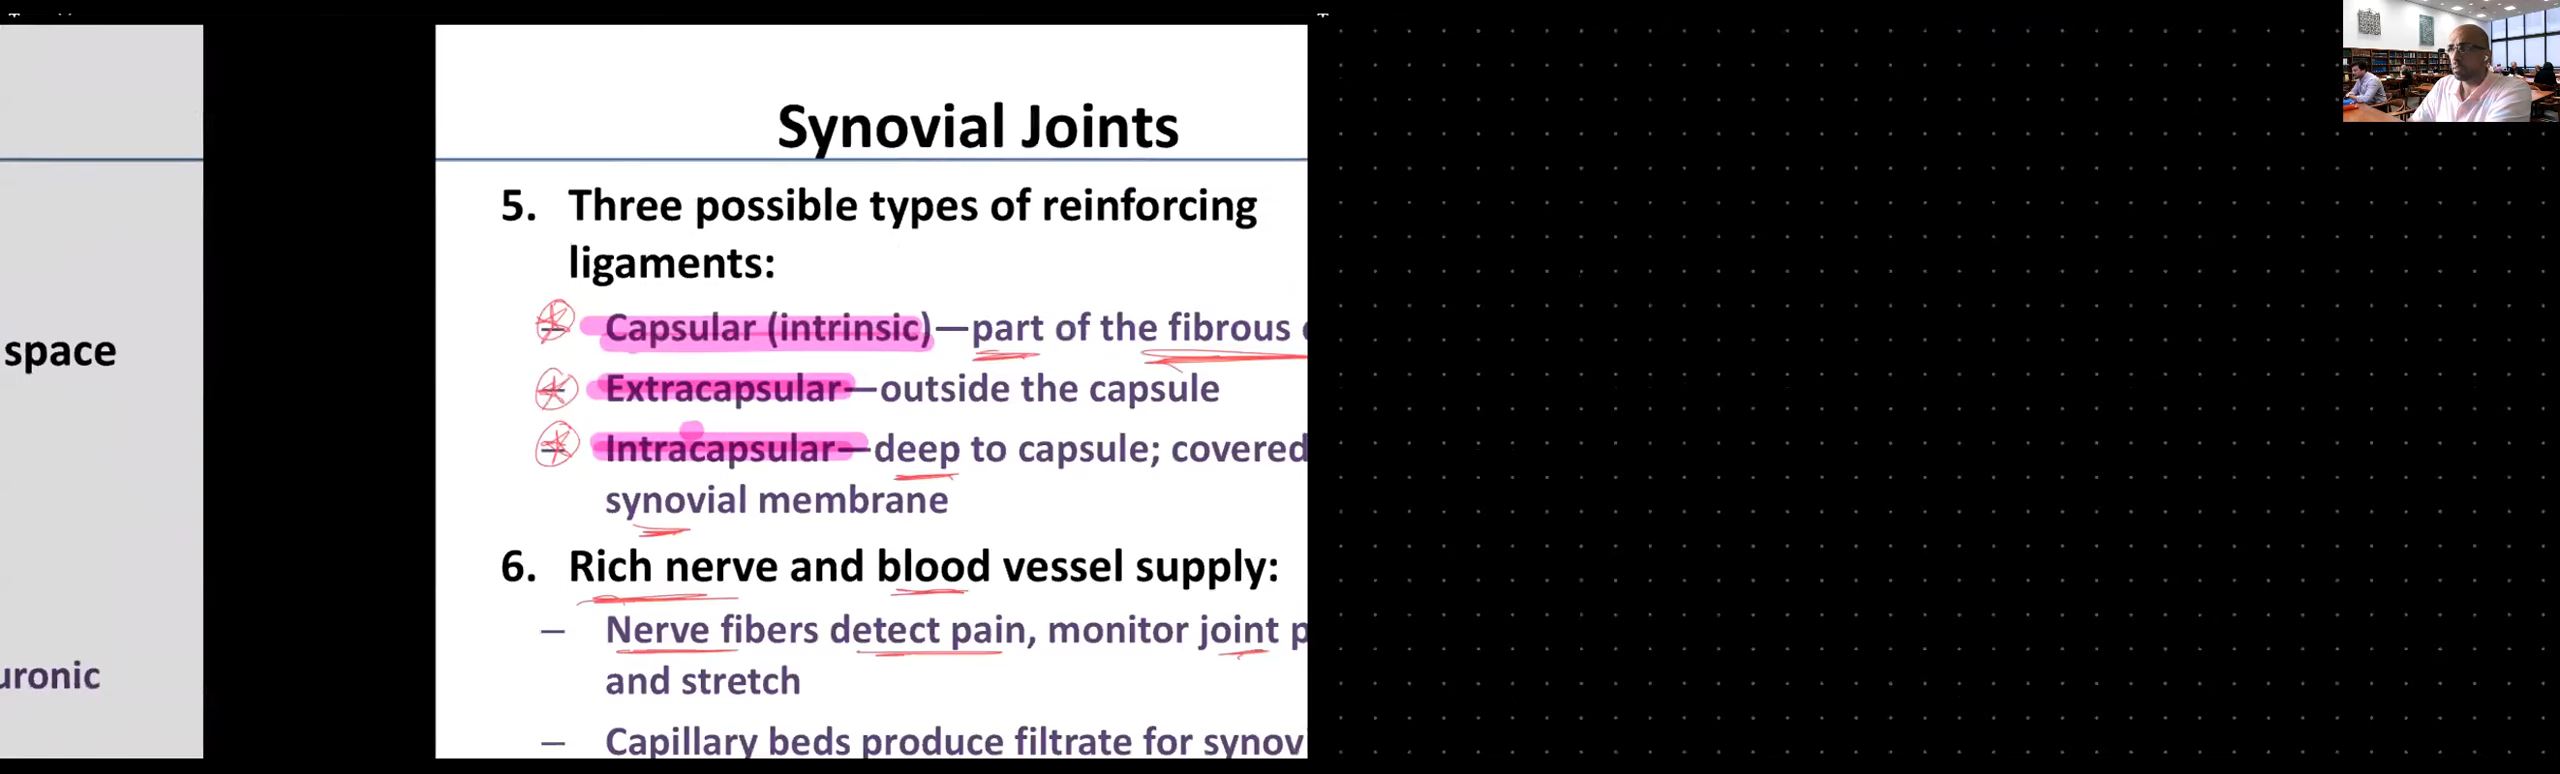 space
uronic
Synovial Joints
5. Three possible types of reinforcing
ligaments:
– Capsular (intrinsic)—part of the fibrous
– Extracapsular—outside the capsule
– Intracapsular—deep to capsule; covered
synovial membrane
6. Rich nerve and blood vessel supply:
– Nerve fibers detect pain, monitor joint p
and stretch
– Capillary beds produce filtrate for synov